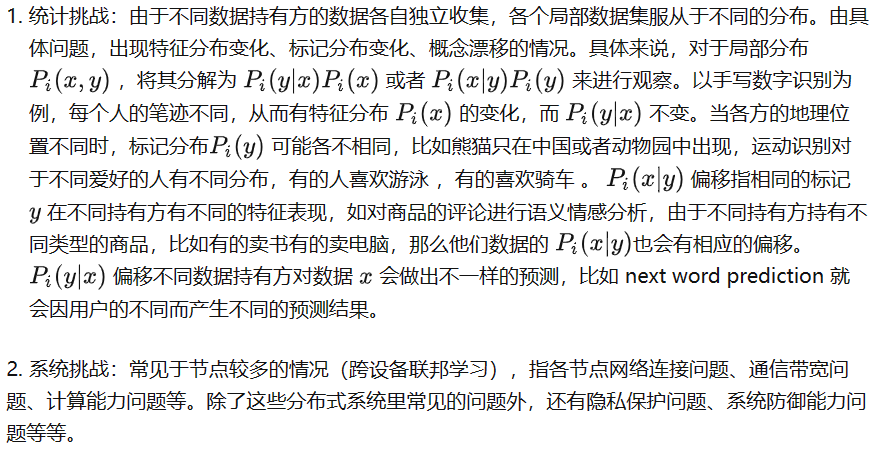 1. 统计挑战：由于不同数据持有方的数据各自独立收集，各个局部数据集服从于不同的分布。由具
体问题，出现特征分布变化、标记分布变化、概念漂移的情况。具体来说，对于局部分布
P_i(x, y) ，将其分解为 P_i(y|x)P_i(x) 或者 P_i(x|y)P_i(y) 来进行观察。以手写数字识别为
例，每个人的笔迹不同，从而有特征分布 P_i(x) 的变化，而 P_i(y|x) 不变。当各方的地理位
置不同时，标记分布P_i(y) 可能各不相同，比如熊猫只在中国或者动物园中出现，运动识别对
于不同爱好的人有不同分布，有的人喜欢游泳 ，有的喜欢骑车 。 P_i(x|y) 偏移指相同的标记
y 在不同持有方有不同的特征表现，如对商品的评论进行语义情感分析，由于不同持有方持有不
同类型的商品，比如有的卖书有的卖电脑，那么他们数据的 P_i(x|y)也会有相应的偏移。
P_i(y|x) 偏移不同数据持有方对数据 x 会做出不一样的预测，比如 next word prediction 就
会因用户的不同而产生不同的预测结果。
2. 系统挑战：常见于节点较多的情况（跨设备联邦学习），指各节点网络连接问题、通信带宽问
题、计算能力问题等。除了这些分布式系统里常见的问题外，还有隐私保护问题、系统防御能力问
题等等。